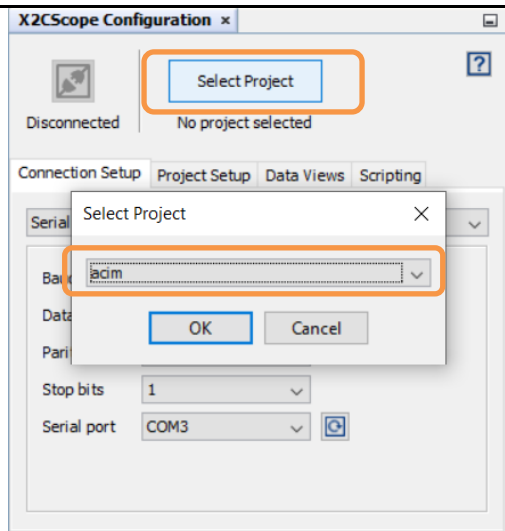 X2CScope Configuration ×
Select Project
?
Disconnected
No project selected
Connection Setup Project Setup Data Views Scripting
Serial
Select Project
acim
OK Cancel
Stop bits 1
Serial port COM3